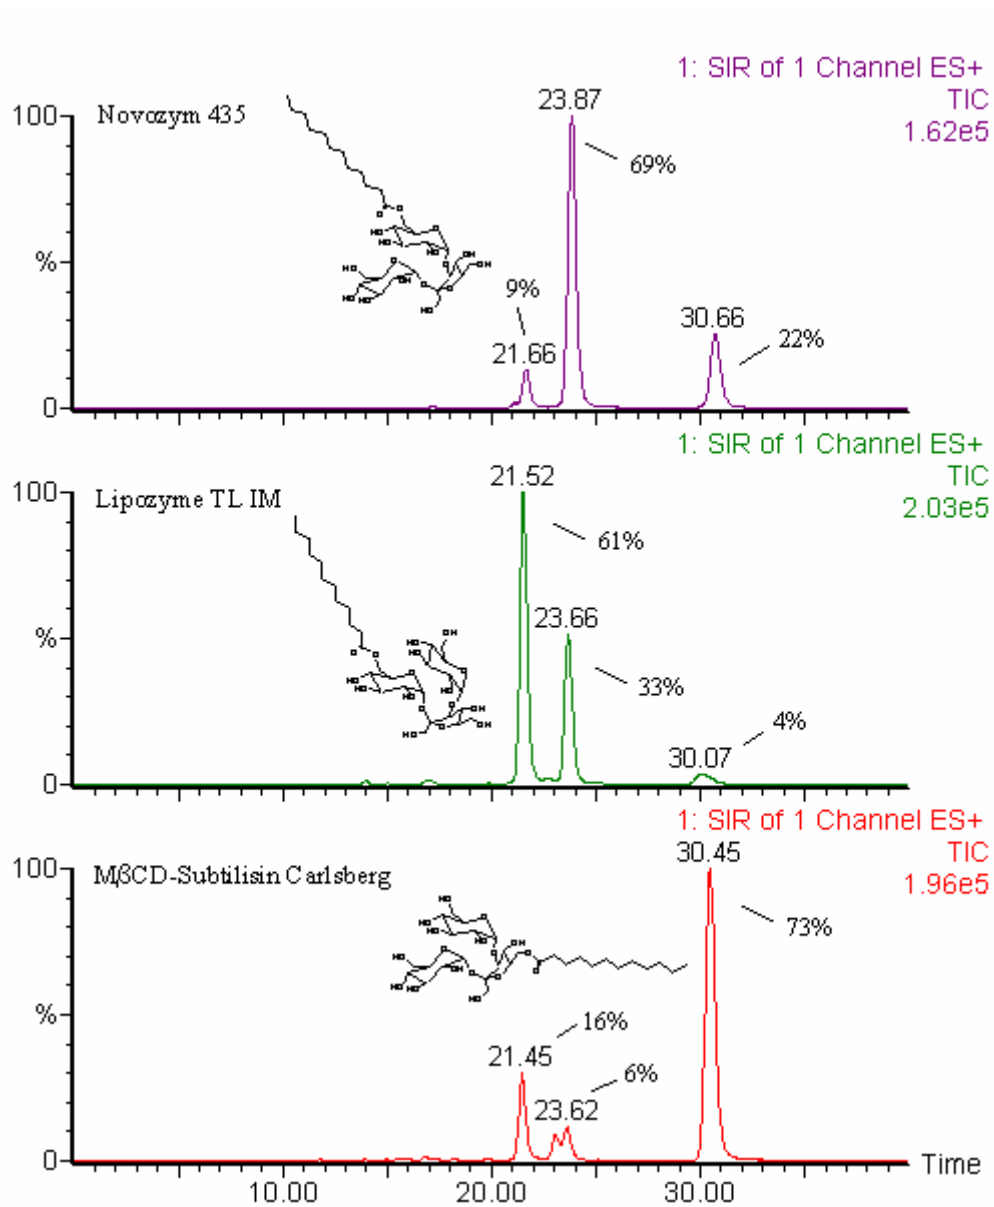 1: SIR of 1 Channel ES+
TIC
1.62e5
Novozym 435
100
%
0
23.87
69%
9%
21.66
30.66
22%
1: SIR of 1 Channel ES+
TIC
2.03e5
Lipozyme TL IM
100
%
0
21.52
61%
23.66
33%
4%
30.07
1: SIR of 1 Channel ES+
TIC
1.96e5
MβCD-Subtilisin Carlsberg
100
%
0
30.45
73%
16%
21.45
6%
23.62
Time
10.00 20.00 30.00